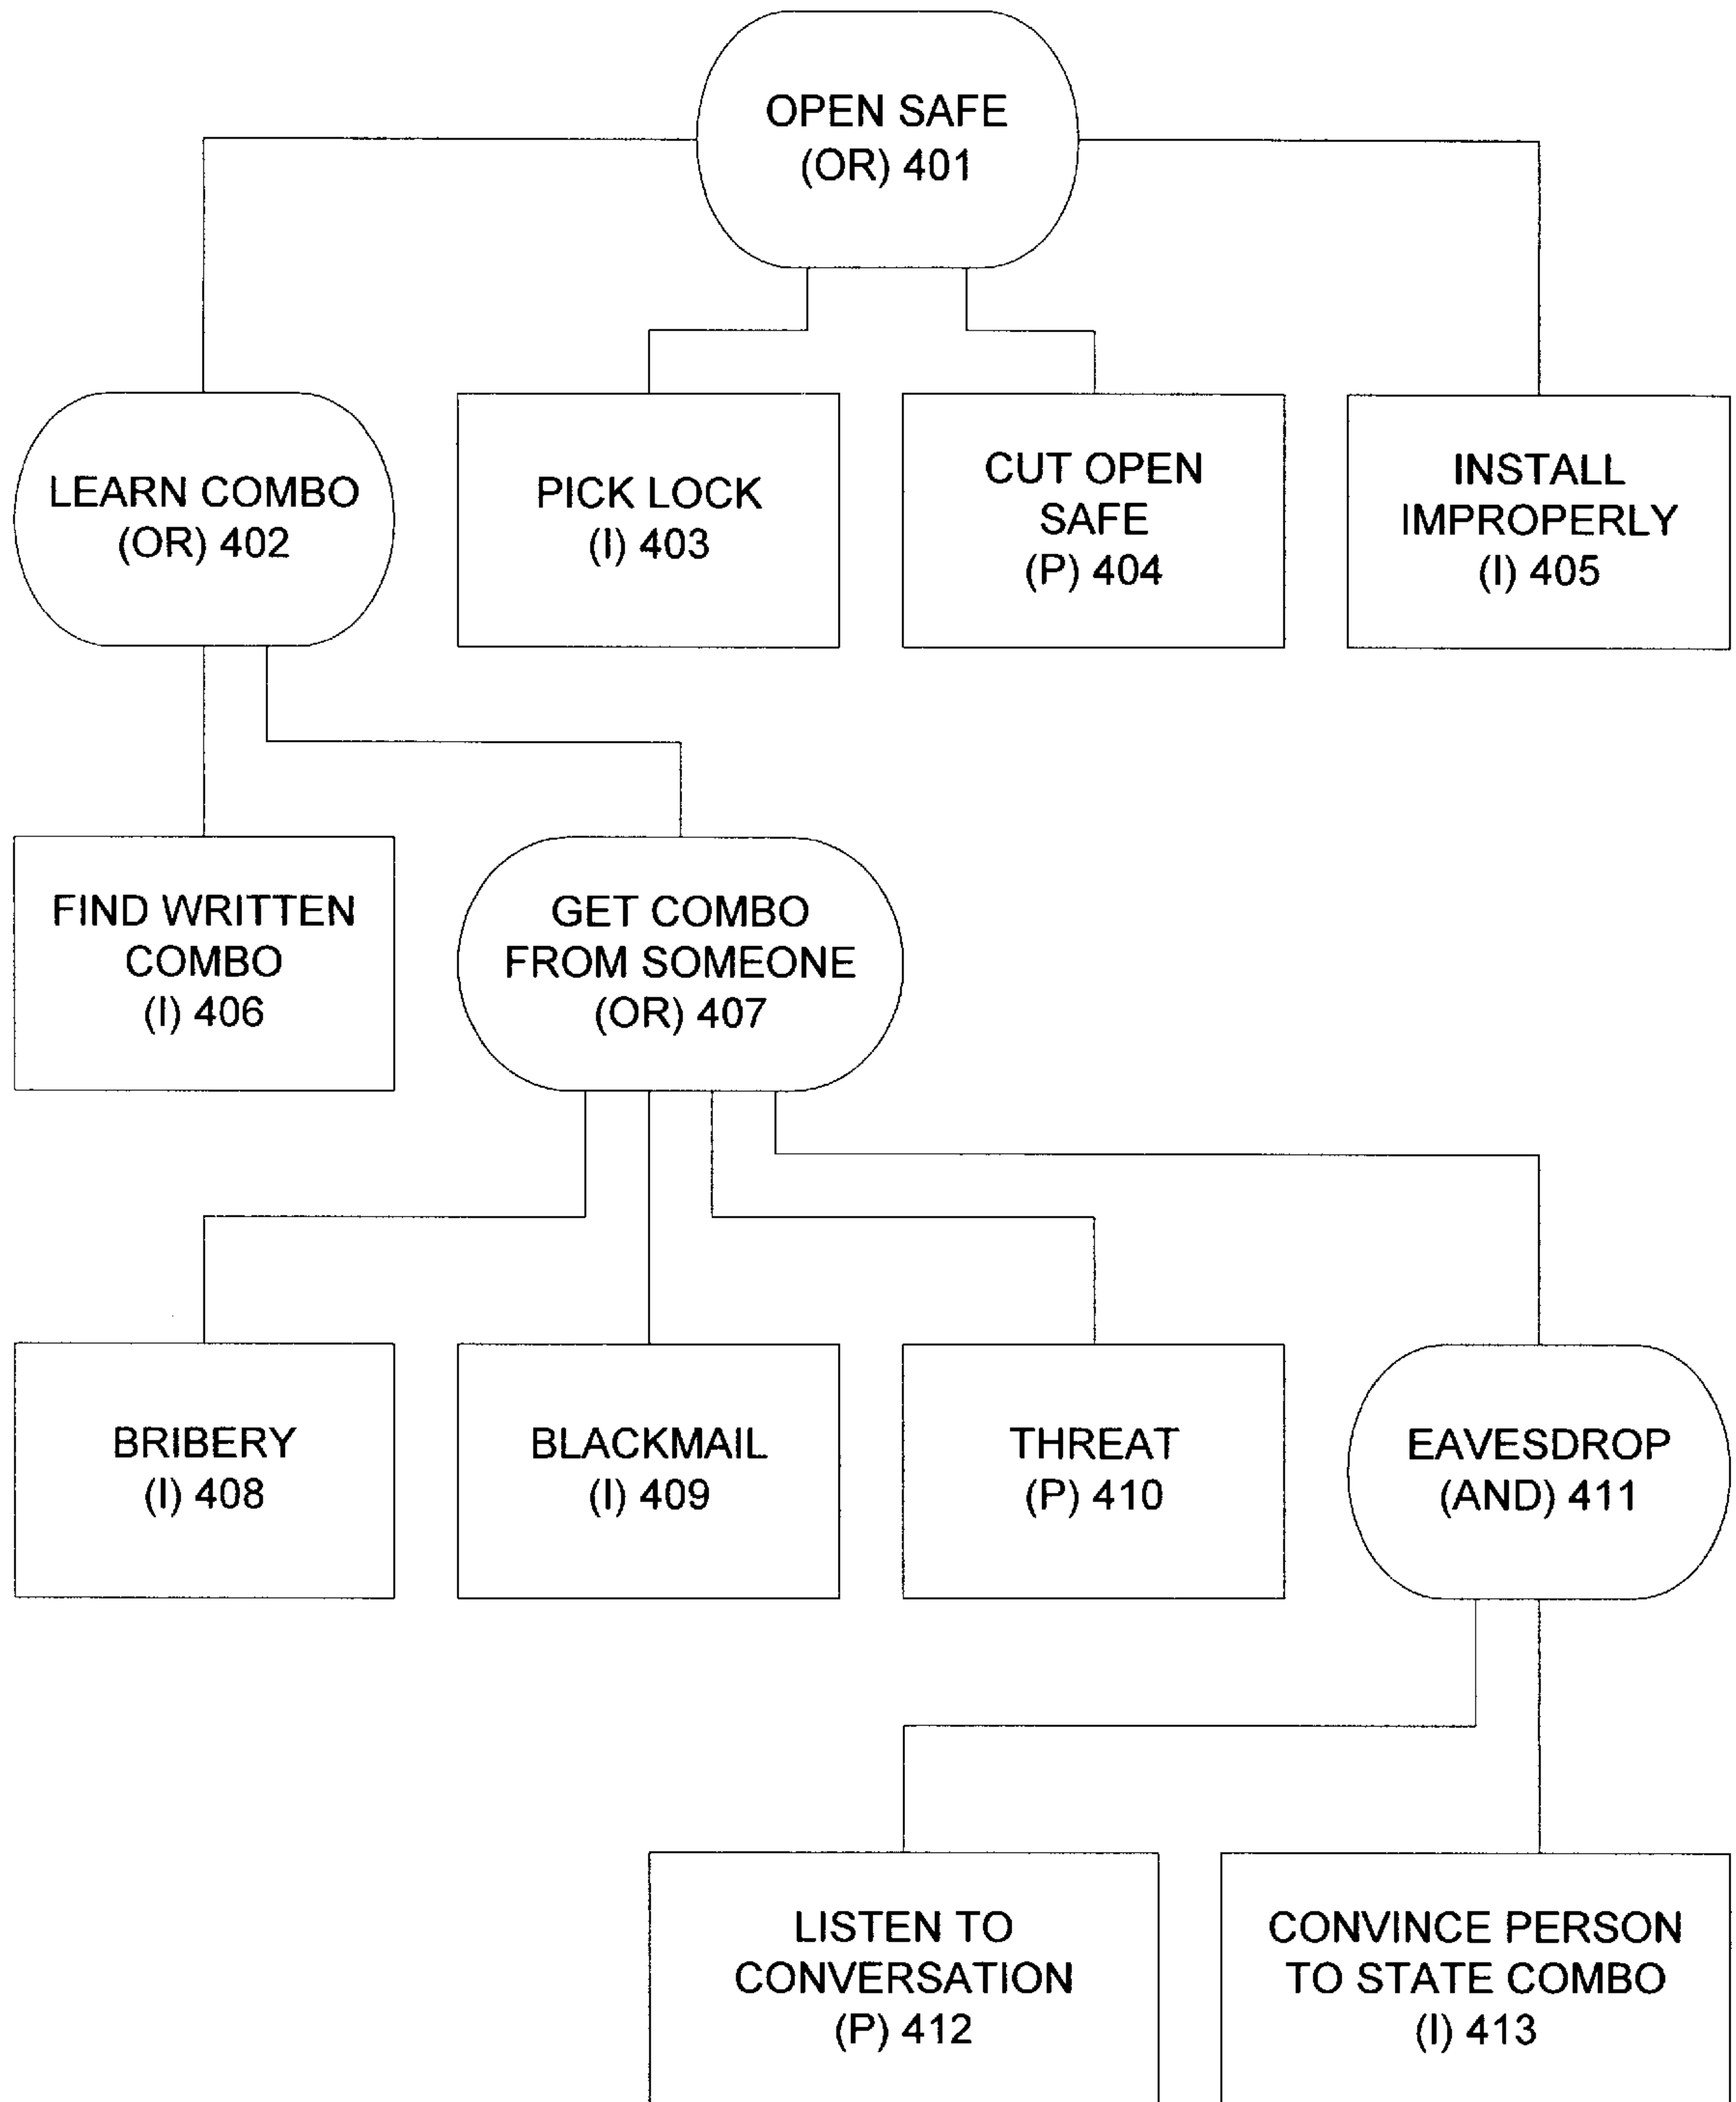 OPEN SAFE
(OR) 401
LEARN COMBO
(OR) 402
PICK LOCK
(I) 403
CUT OPEN
SAFE
(P) 404
INSTALL
IMPROPERLY
(I) 405
FIND WRITTEN
COMBO
(I) 406
GET COMBO
FROM SOMEONE
(OR) 407
BRIBERY
(I) 408
BLACKMAIL
(I) 409
THREAT
(P) 410
EAVESDROP
(AND) 411
LISTEN TO
CONVERSATION
(P) 412
CONVINCE PERSON
TO STATE COMBO
(I) 413